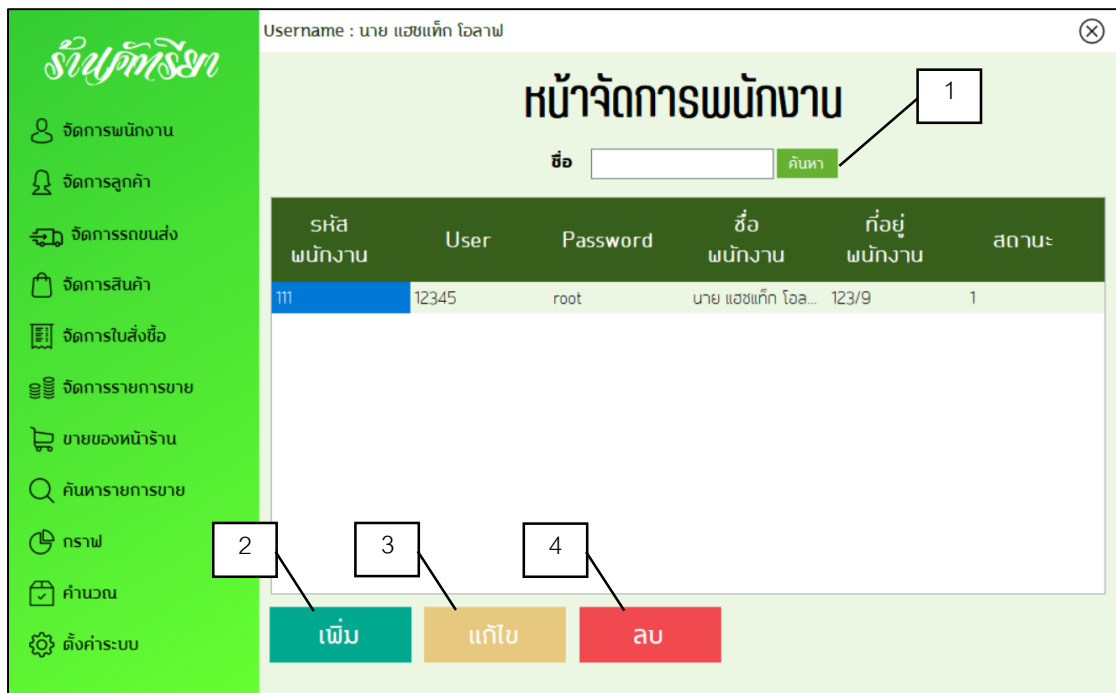 ร้านภัทรียา
Username : นาย แฮชแท็ก โอลาฟ
หน้าจัดการพนักงาน
1
ชื่อ
ค้นหา
จัดการพนักงาน
จัดการลูกค้า
จัดการรถขนส่ง
จัดการสินค้า
จัดการใบสั่งซื้อ
จัดการรายการขาย
ขายของหน้าร้าน
ค้นหารายการขาย
กราฟ
คำนวณ
ตั้งค่าระบบ
รหัส
พนักงาน
User
Password
ชื่อ
พนักงาน
ที่อยู่
พนักงาน
สถานะ
111 12345 root นาย แฮชแท็ก โอล... 123/9 1
2 3 4
เพิ่ม แก้ไข ลบ